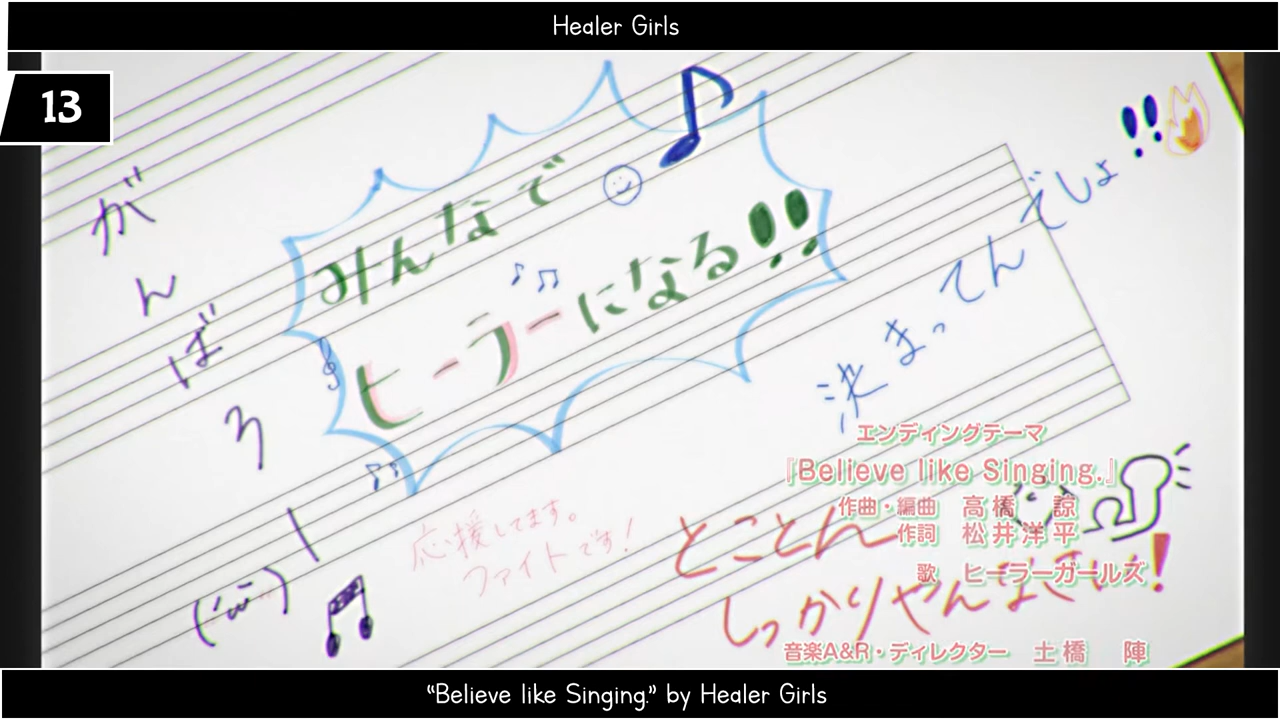 Healer Girls
13
みんなで
ヒーラーになる!!
がんばろー
決まってんでしょ!!
応援してます。
ファイトです!
とことん
しっかりやんなさい!
エンディングテーマ
『Believe like Singing.』
作曲・編曲 高橋 諒
作詞 松井洋平
歌 ヒーラーガールズ
音楽A&R・ディレクター 土橋 陣
“Believe like Singing.” by Healer Girls